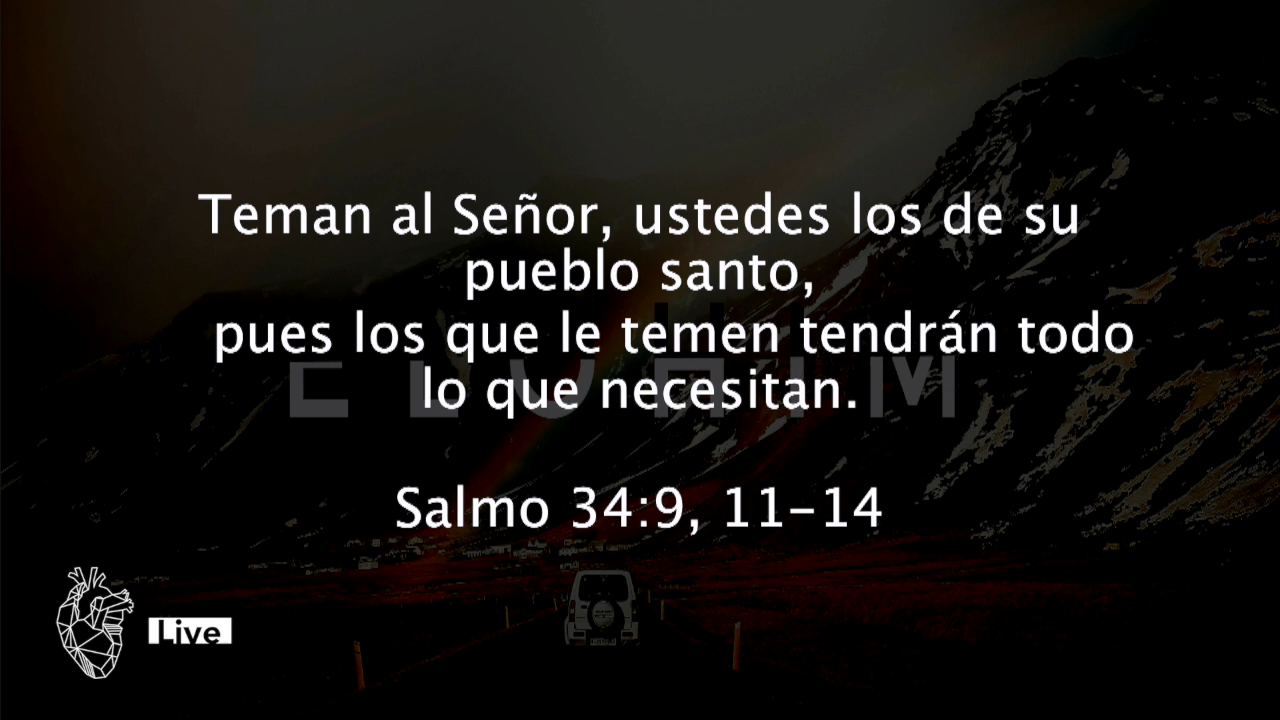 Teman al Señor, ustedes los de su
pueblo santo,
pues los que le temen tendrán todo
lo que necesitan.
ELOHIM
Salmo 34:9, 11-14
Live